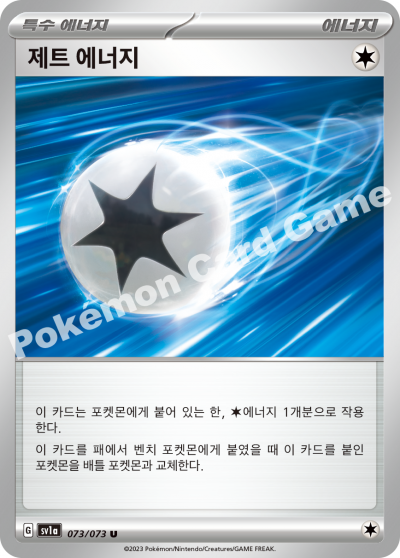 특수 에너지 에너지
제트 에너지
Pokémon Card Game
이 카드는 포켓몬에게 붙어 있는 한, 에너지 1개분으로 작용
한다.
이 카드를 패에서 벤치 포켓몬에게 붙였을 때 이 카드를 붙인
포켓몬을 배틀 포켓몬과 교체한다.
G sv1a 073/073 U
©2023 Pokémon/Nintendo/Creatures/GAME FREAK.